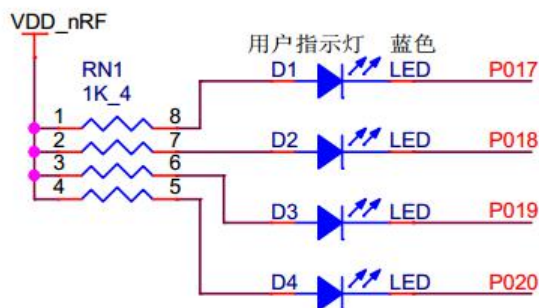 VDD_nRF
用户指示灯 蓝色
RN1
1K_4
D1 LED P017
1 8
2 7
D2 LED P018
3 6
4 5
D3 LED P019
D4 LED P020